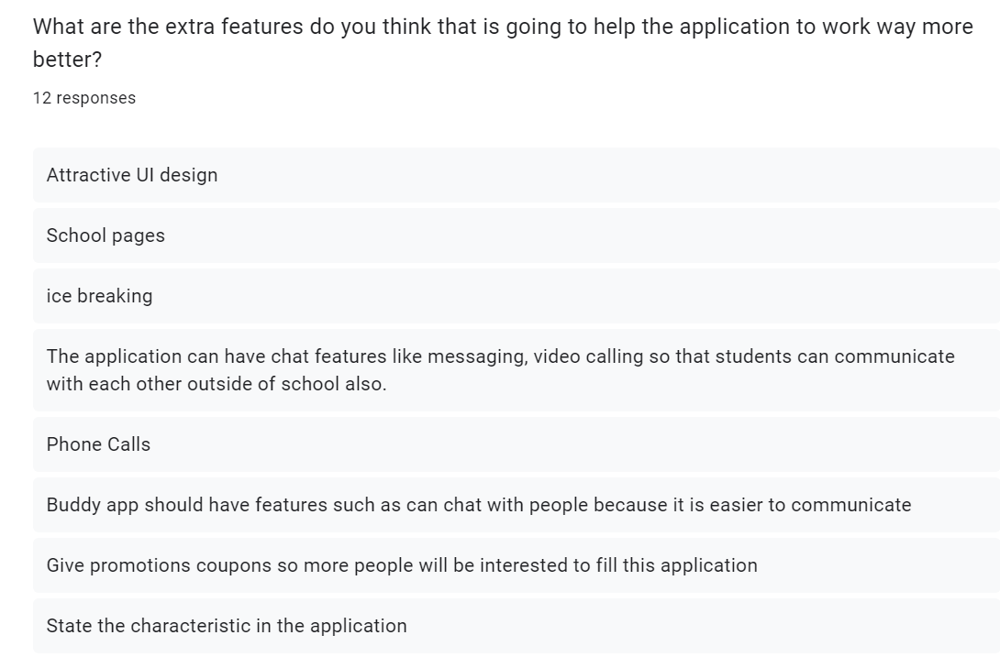 What are the extra features do you think that is going to help the application to work way more
better?
12 responses
Attractive UI design
School pages
ice breaking
The application can have chat features like messaging, video calling so that students can communicate
with each other outside of school also.
Phone Calls
Buddy app should have features such as can chat with people because it is easier to communicate
Give promotions coupons so more people will be interested to fill this application
State the characteristic in the application